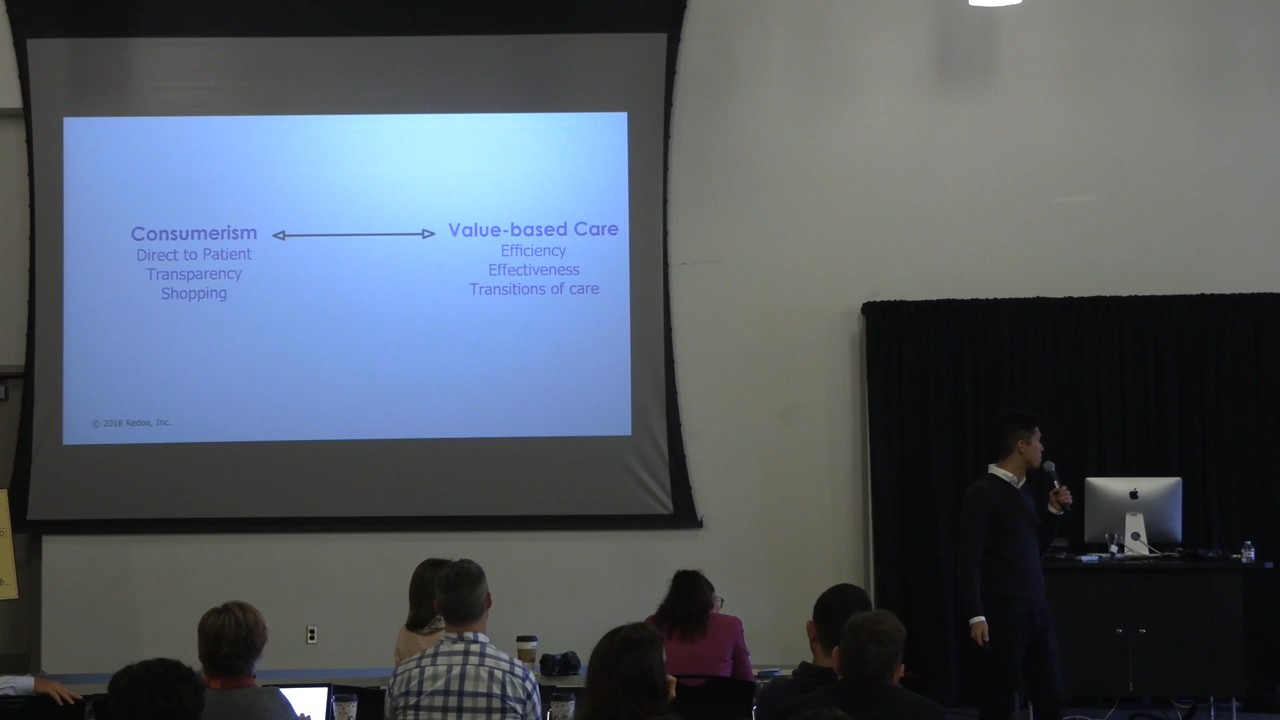 Consumerism
Direct to Patient
Transparency
Shopping
Value-based Care
Efficiency
Effectiveness
Transitions of care
© 2018 Redox, Inc.